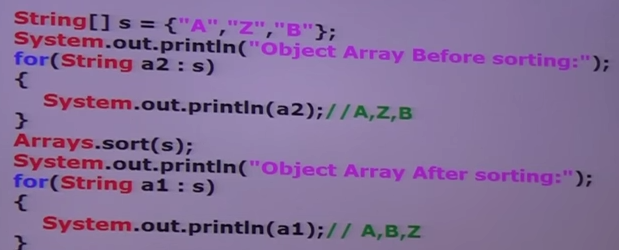 String[] s = {"A","Z","B"};
System.out.println("Object Array Before sorting:");
for(String a2 : s)
{
System.out.println(a2);//A,Z,B
}
Arrays.sort(s);
System.out.println("Object Array After sorting:");
for(String a1 : s)
{
System.out.println(a1);// A,B,Z
}